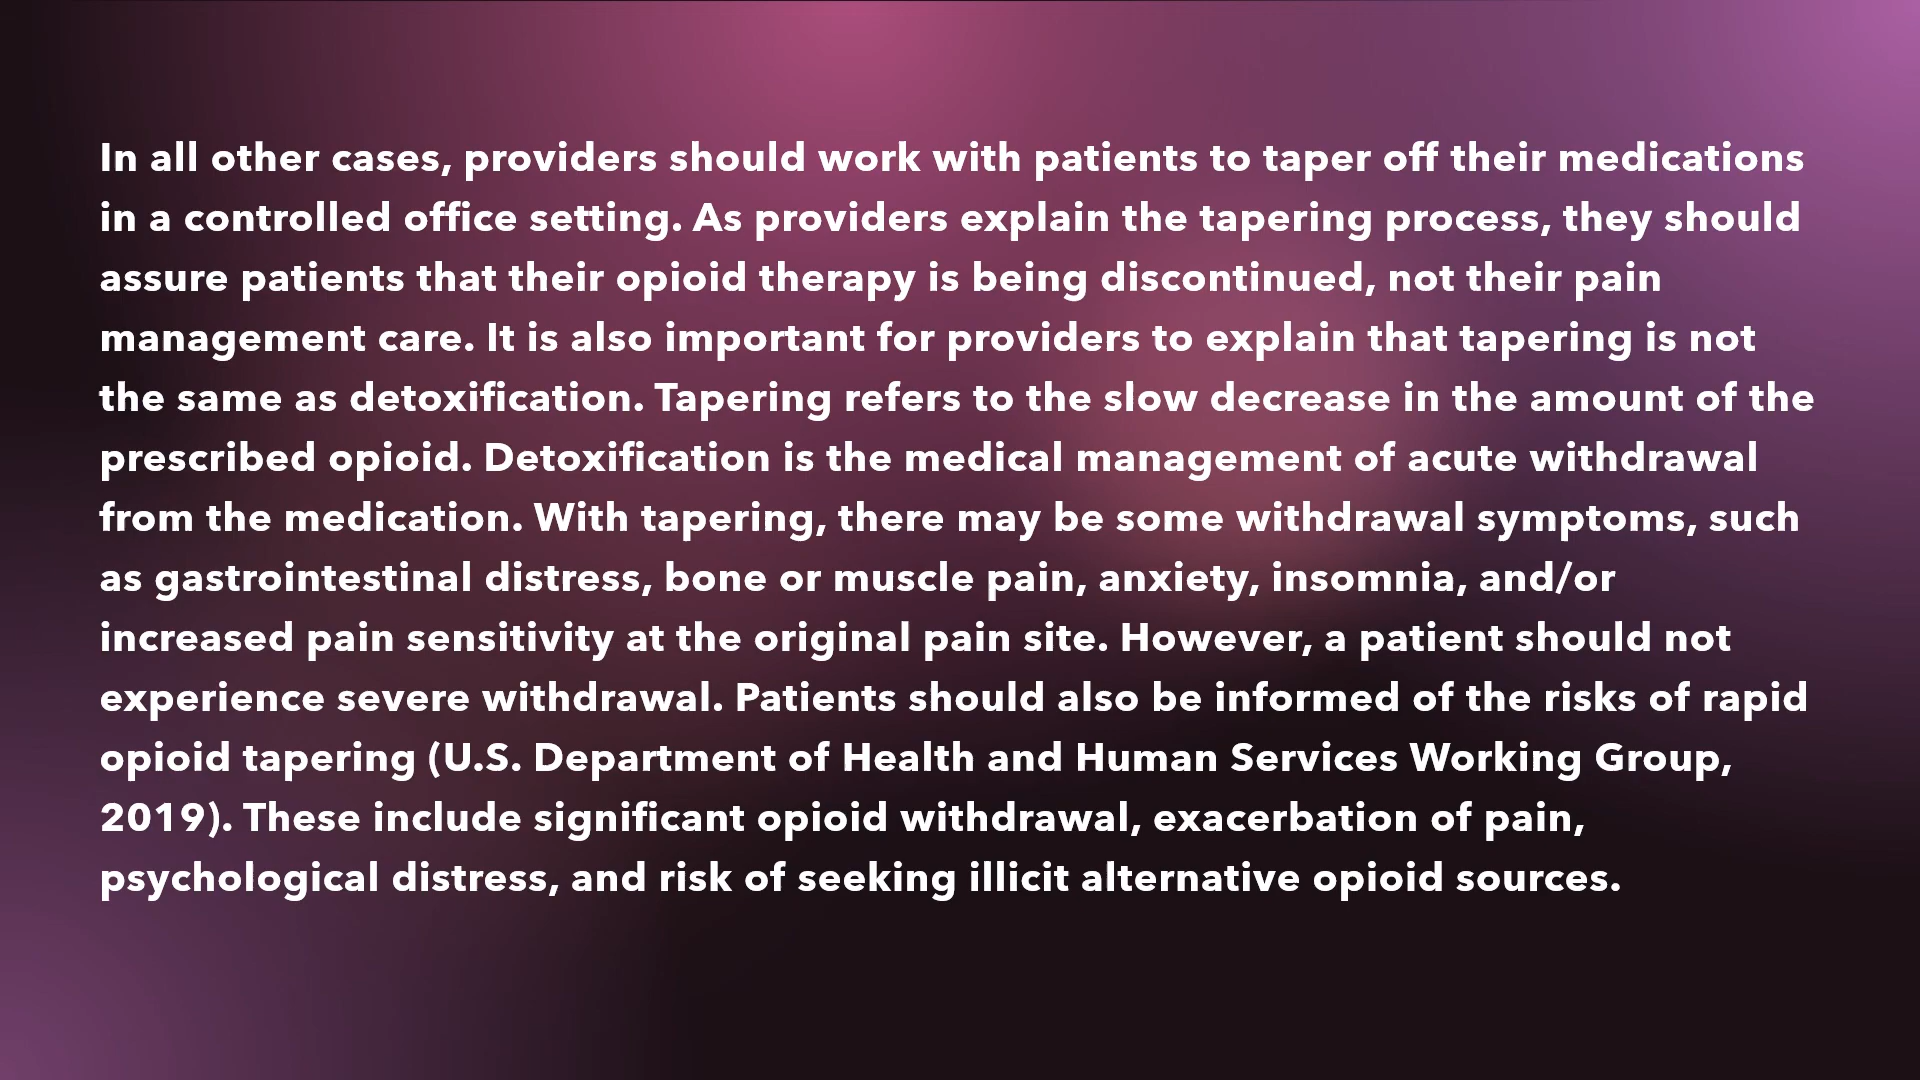 In all other cases, providers should work with patients to taper off their medications
in a controlled office setting. As providers explain the tapering process, they should
assure patients that their opioid therapy is being discontinued, not their pain
management care. It is also important for providers to explain that tapering is not
the same as detoxification. Tapering refers to the slow decrease in the amount of the
prescribed opioid. Detoxification is the medical management of acute withdrawal
from the medication. With tapering, there may be some withdrawal symptoms, such
as gastrointestinal distress, bone or muscle pain, anxiety, insomnia, and/or
increased pain sensitivity at the original pain site. However, a patient should not
experience severe withdrawal. Patients should also be informed of the risks of rapid
opioid tapering (U.S. Department of Health and Human Services Working Group,
2019). These include significant opioid withdrawal, exacerbation of pain,
psychological distress, and risk of seeking illicit alternative opioid sources.